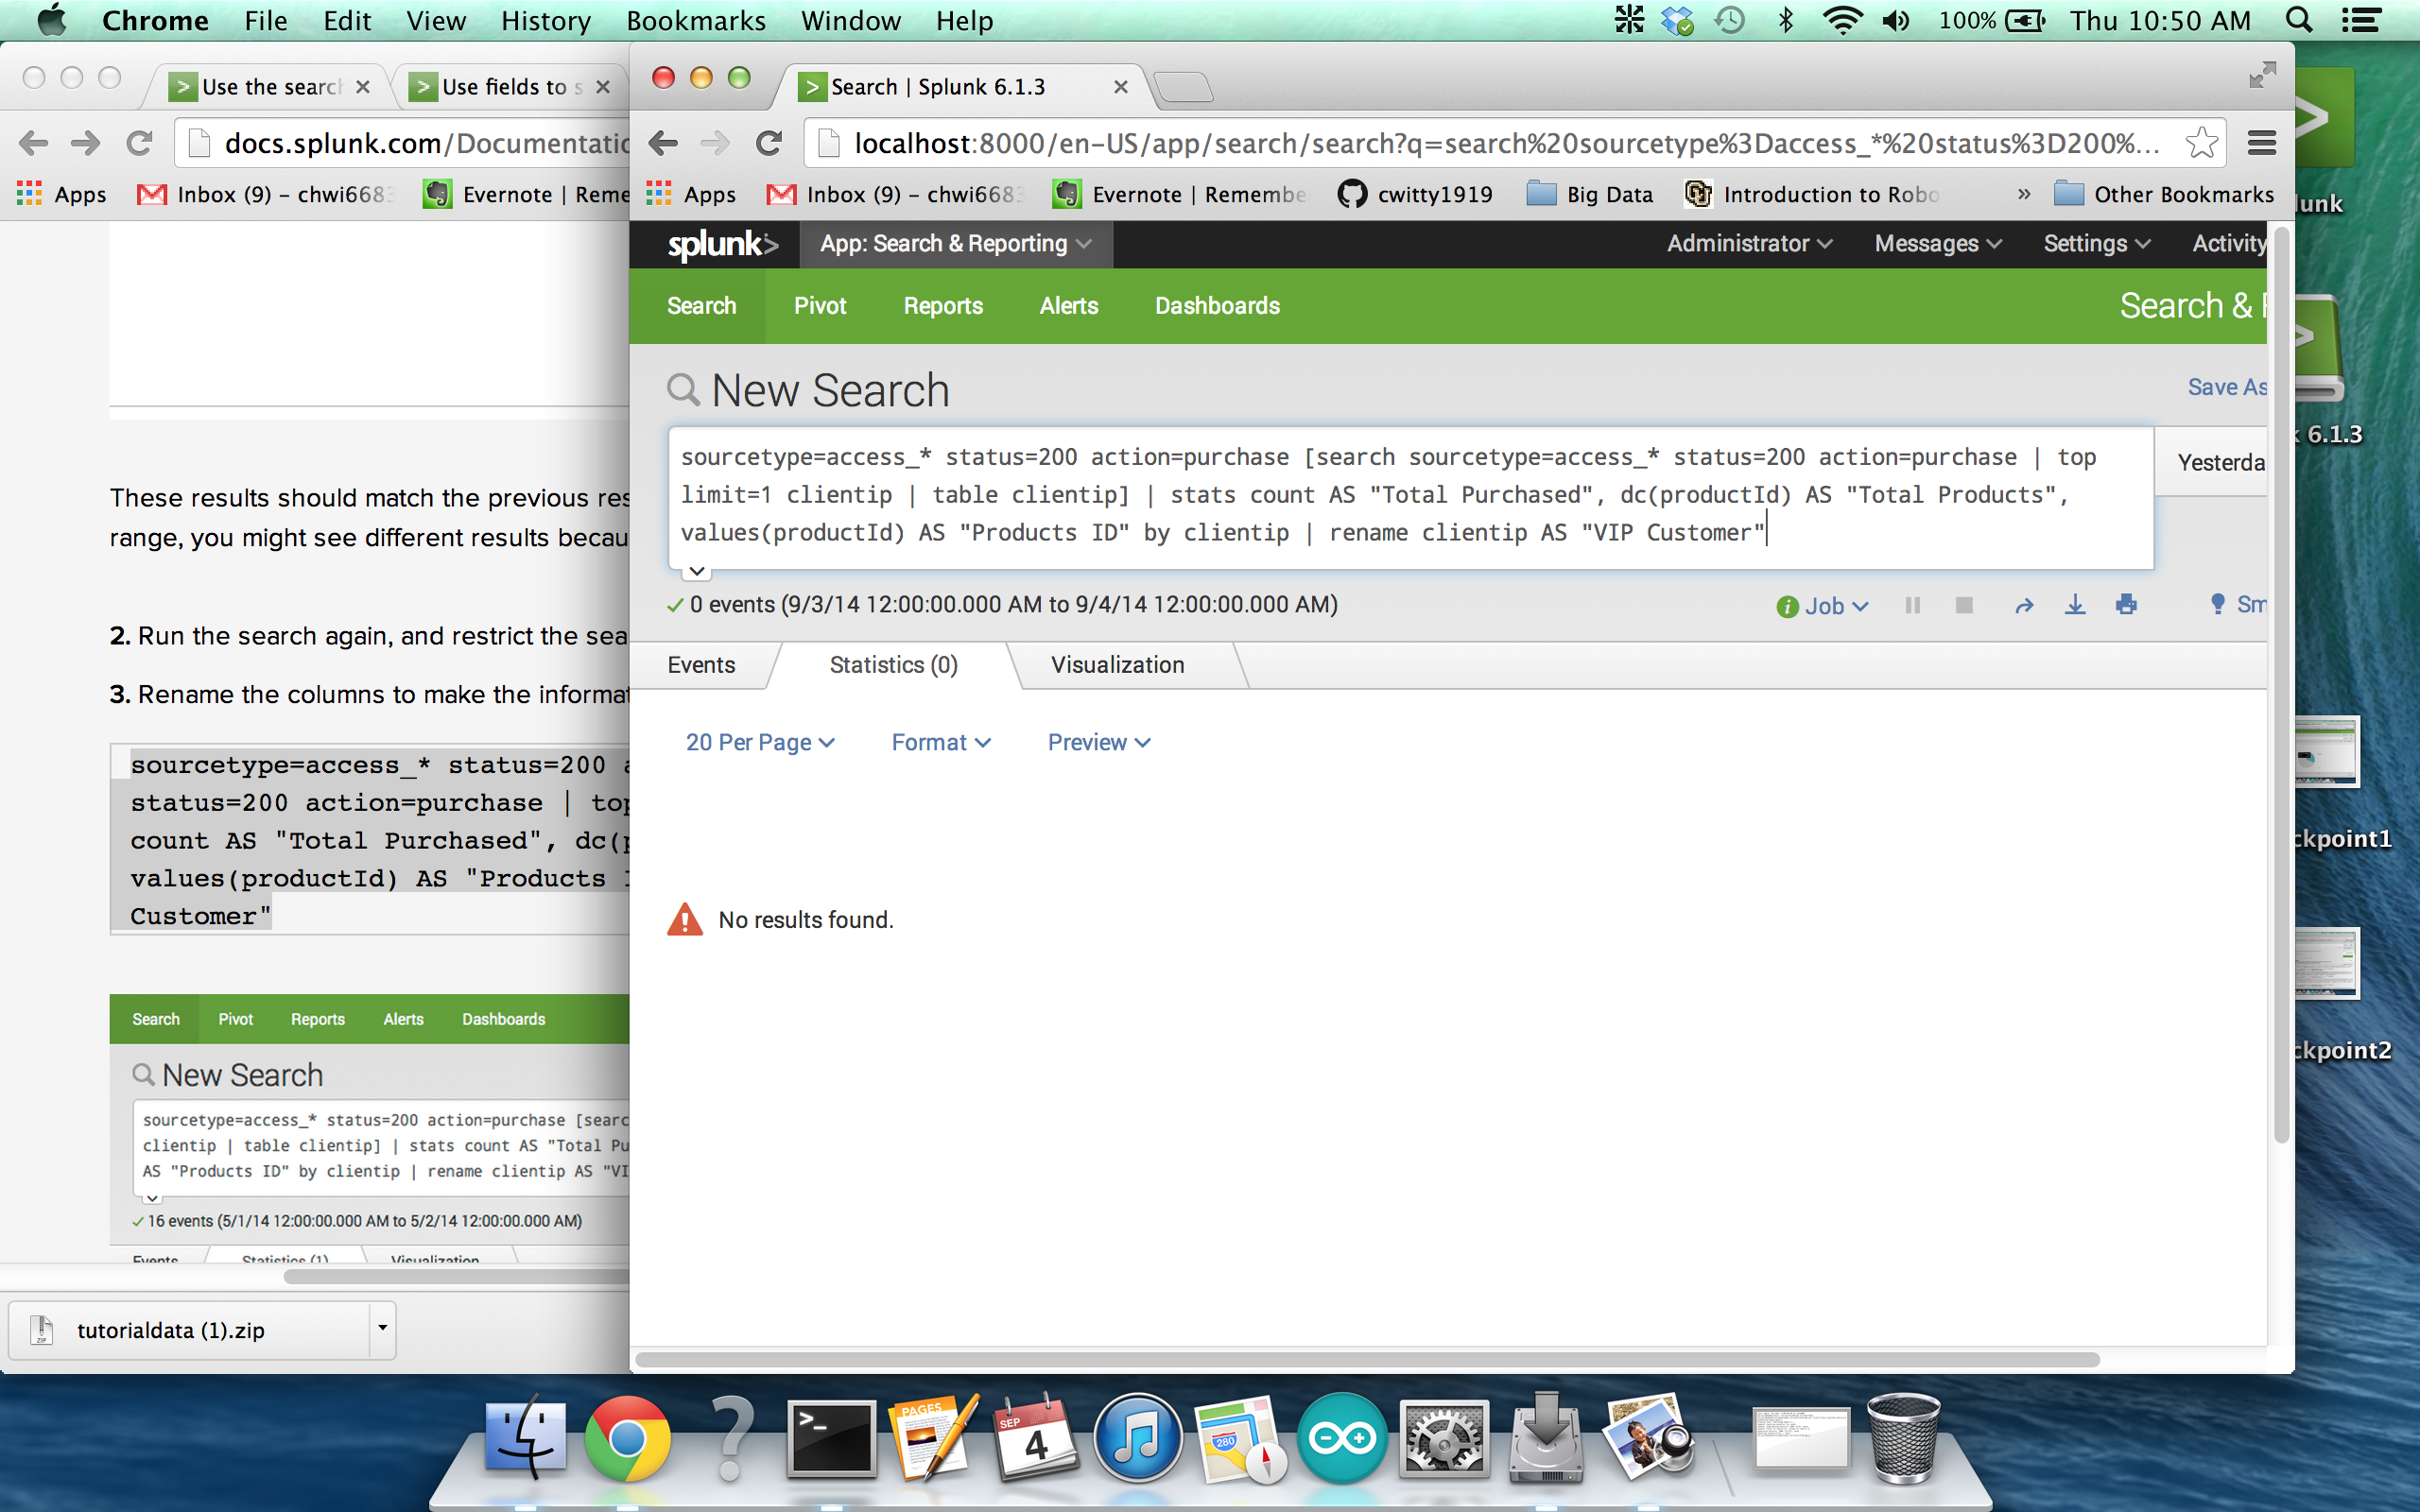 Chrome File Edit View History Bookmarks Window Help 100% Thu 10:50 AM
Use the search Use fields to s
docs.splunk.com/Documentatio
Apps Inbox (9) – chwi6683 Evernote | Reme
These results should match the previous res
range, you might see different results becau
2. Run the search again, and restrict the sea
3. Rename the columns to make the informat
sourcetype=access_* status=200 a
status=200 action=purchase | top
count AS "Total Purchased", dc(p
values(productId) AS "Products I
Customer"
Search Pivot Reports Alerts Dashboards
New Search
sourcetype=access_* status=200 action=purchase [searc
clientip | table clientip] | stats count AS "Total Pu
AS "Products ID" by clientip | rename clientip AS "VI
16 events (5/1/14 12:00:00.000 AM to 5/2/14 12:00:00.000 AM)
Events Statistics (1) Visualization
tutorialdata (1).zip
Search | Splunk 6.1.3
localhost:8000/en-US/app/search/search?q=search%20sourcetype%3Daccess_*%20status%3D200%...
Apps Inbox (9) – chwi6683 Evernote | Remembe cwitty1919 Big Data Introduction to Robo » Other Bookmarks
splunk> App: Search & Reporting Administrator Messages Settings Activity
Search Pivot Reports Alerts Dashboards Search &
New Search Save As
sourcetype=access_* status=200 action=purchase [search sourcetype=access_* status=200 action=purchase | top
limit=1 clientip | table clientip] | stats count AS "Total Purchased", dc(productId) AS "Total Products",
values(productId) AS "Products ID" by clientip | rename clientip AS "VIP Customer"
Yesterda
0 events (9/3/14 12:00:00.000 AM to 9/4/14 12:00:00.000 AM)
Job Sm
Events Statistics (0) Visualization
20 Per Page Format Preview
No results found.
lunk
k 6.1.3
ckpoint1
ckpoint2
PAGES
SEP
4
280
ZIP